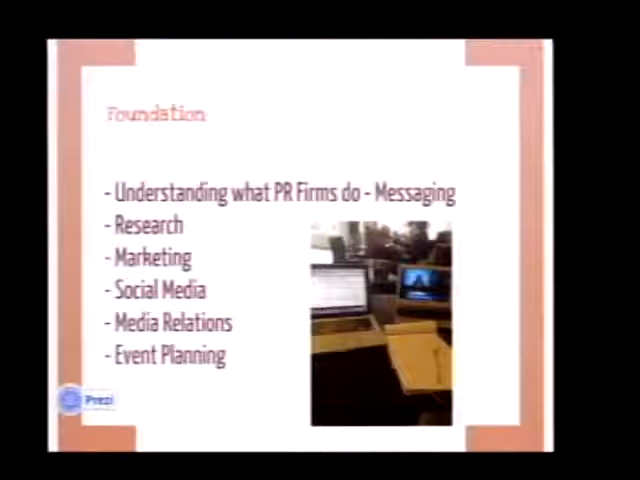 Foundation
- Understanding what PR Firms do - Messaging
- Research
- Marketing
- Social Media
- Media Relations
- Event Planning
Prezi